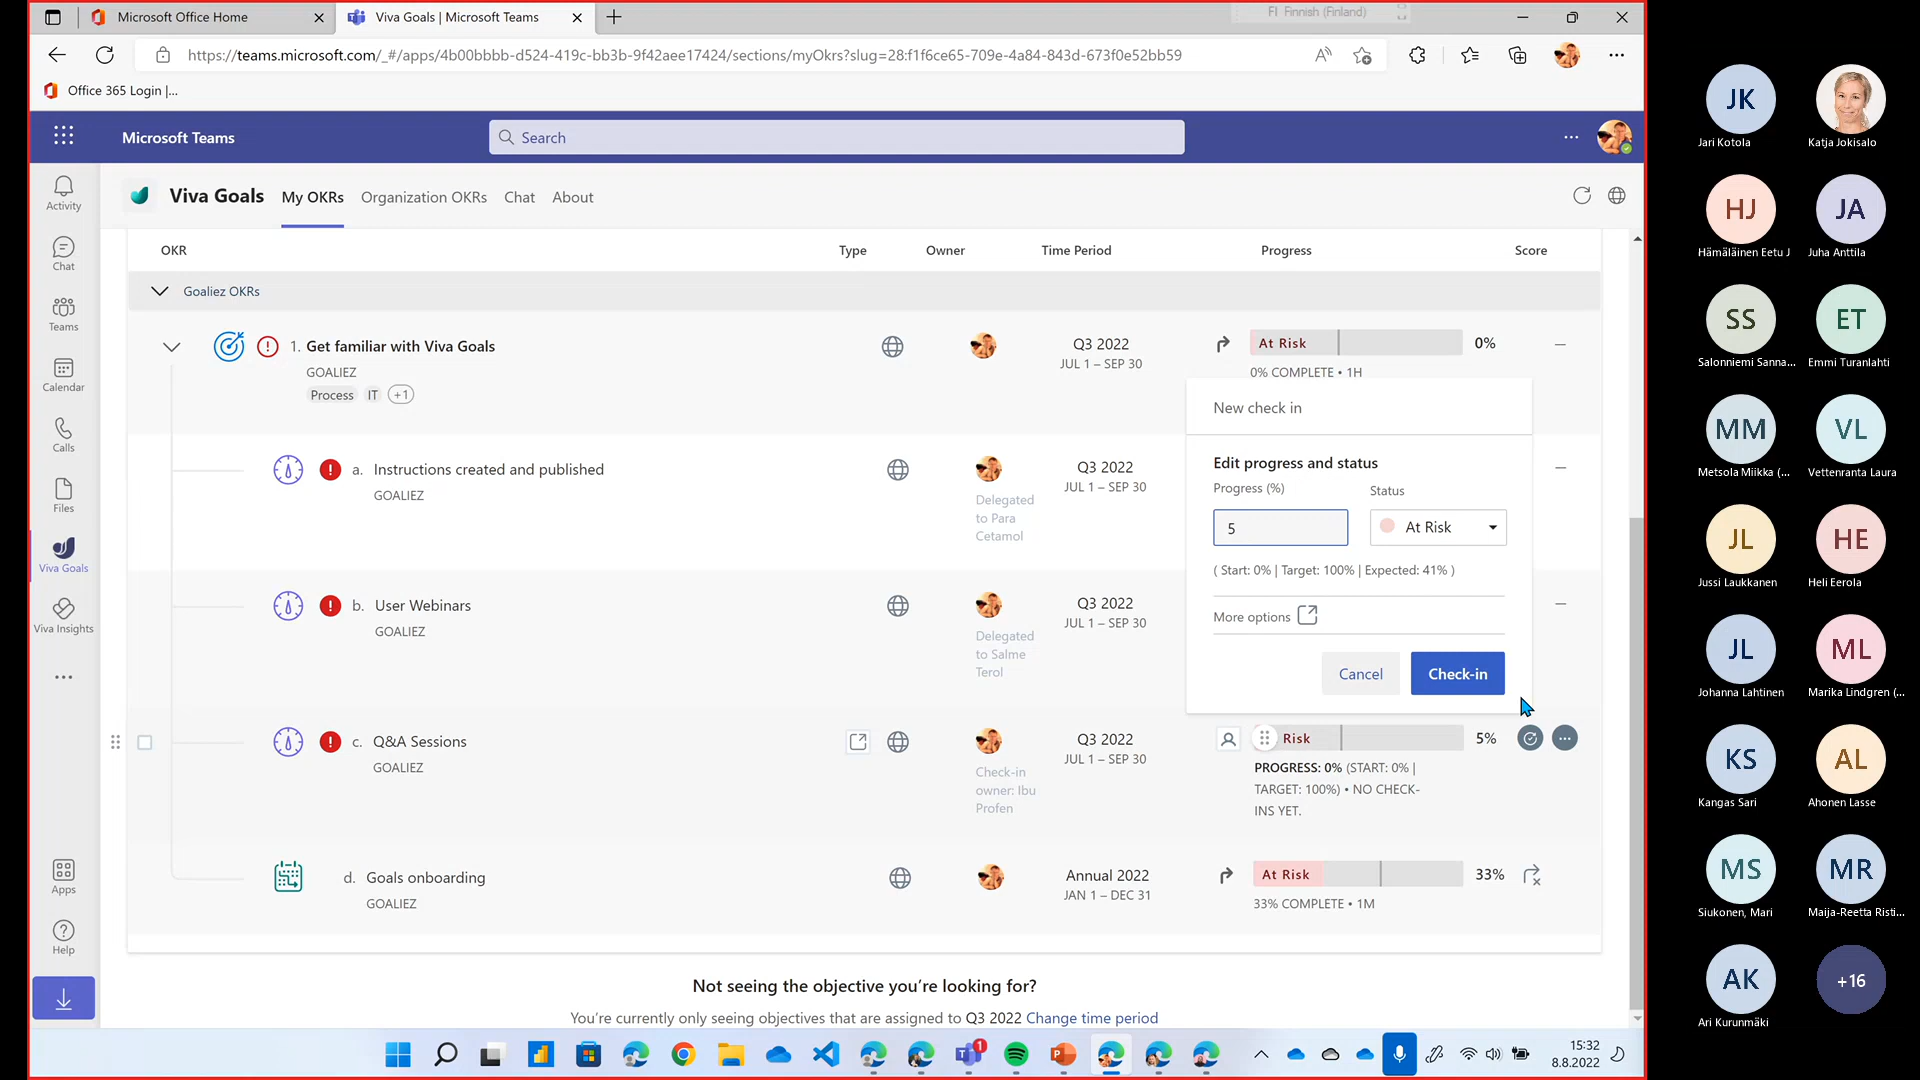 Microsoft Office Home
Viva Goals | Microsoft Teams
FI Finnish (Finland)
https://teams.microsoft.com/_#/apps/4b00bbbb-d524-419c-bb3b-9f42aee17424/sections/myOkrs?slug=28:f1f6ce65-709e-4a84-843d-673f0e52bb59
Office 365 Login |...
Microsoft Teams
Search
Activity
Chat
Teams
Calendar
Calls
Files
Viva Goals
Viva Insights
Apps
Help
Viva Goals My OKRs Organization OKRs Chat About
OKR Type Owner Time Period Progress Score
Goaliez OKRs
1. Get familiar with Viva Goals
GOALIEZ
Process IT +1
Q3 2022
JUL 1 – SEP 30
At Risk 0%
0% COMPLETE • 1H
a. Instructions created and published
GOALIEZ
Delegated
to Para
Cetamol
Q3 2022
JUL 1 – SEP 30
b. User Webinars
GOALIEZ
Delegated
to Salme
Terol
Q3 2022
JUL 1 – SEP 30
New check in
Edit progress and status
Progress (%) Status
5 At Risk
( Start: 0% | Target: 100% | Expected: 41% )
More options
Cancel Check-in
c. Q&A Sessions
GOALIEZ
Check-in
owner: Ibu
Profen
Q3 2022
JUL 1 – SEP 30
Risk 5%
PROGRESS: 0% (START: 0% |
TARGET: 100%) • NO CHECK-
INS YET.
d. Goals onboarding
GOALIEZ
Annual 2022
JAN 1 – DEC 31
At Risk 33%
33% COMPLETE • 1M
Not seeing the objective you’re looking for?
You’re currently only seeing objectives that are assigned to Q3 2022 Change time period
1
15:32
8.8.2022
JK
Jari Kotola
Katja Jokisalo
HJ
Hämäläinen Eetu J
JA
Juha Anttila
SS
Salonniemi Sanna...
ET
Emmi Turanlahti
MM
Metsola Miikka (...
VL
Vettenranta Laura
JL
Jussi Laukkanen
HE
Heli Eerola
JL
Johanna Lahtinen
ML
Marika Lindgren (...
KS
Kangas Sari
AL
Ahonen Lasse
MS
Siukonen, Mari
MR
Maija-Reetta Risti...
AK
Ari Kurunmäki
+16